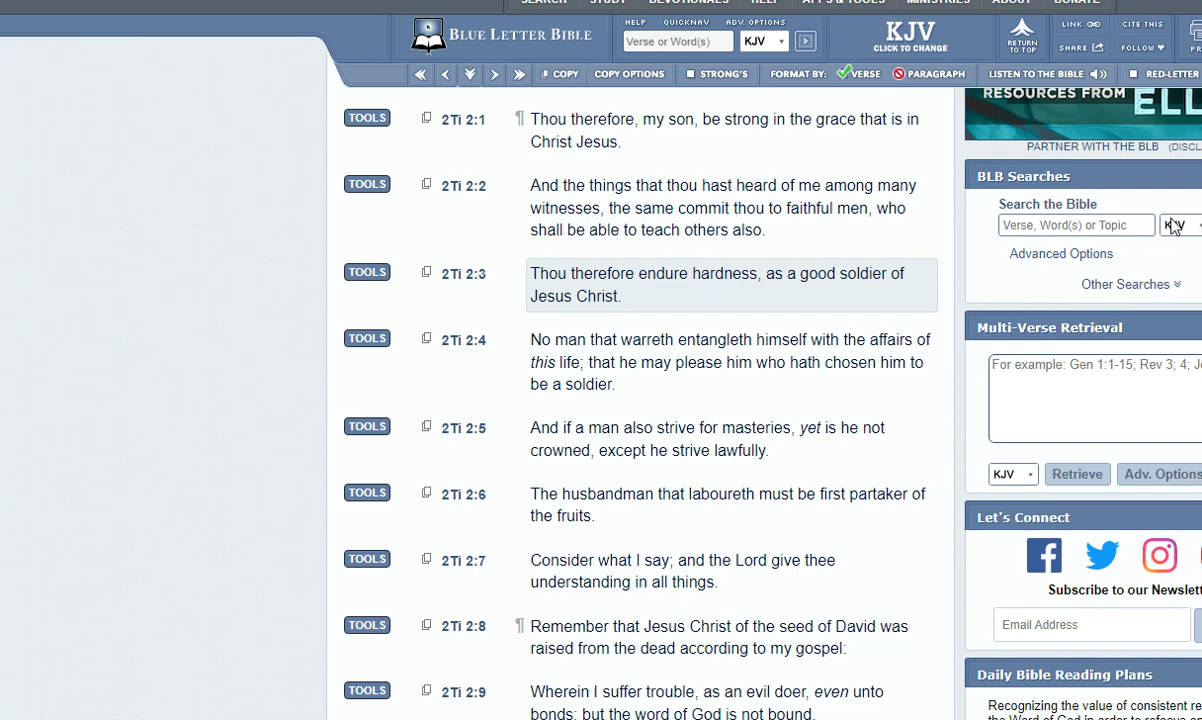 SEARCH STUDY DEVOTIONALS HELP APPS & TOOLS MINISTRIES ABOUT DONATE
HELP QUICKNAV ADV. OPTIONS
BLUE LETTER BIBLE
Verse or Word(s) KJV
KJV
CLICK TO CHANGE
RETURN
TO TOP
LINK CITE THIS
SHARE FOLLOW
COPY COPY OPTIONS STRONG'S FORMAT BY: VERSE PARAGRAPH LISTEN TO THE BIBLE RED-LETTER
TOOLS 2Ti 2:1 ¶ Thou therefore, my son, be strong in the grace that is in
Christ Jesus.
TOOLS 2Ti 2:2 And the things that thou hast heard of me among many
witnesses, the same commit thou to faithful men, who
shall be able to teach others also.
TOOLS 2Ti 2:3 Thou therefore endure hardness, as a good soldier of
Jesus Christ.
TOOLS 2Ti 2:4 No man that warreth entangleth himself with the affairs of
this life; that he may please him who hath chosen him to
be a soldier.
TOOLS 2Ti 2:5 And if a man also strive for masteries, yet is he not
crowned, except he strive lawfully.
TOOLS 2Ti 2:6 The husbandman that laboureth must be first partaker of
the fruits.
TOOLS 2Ti 2:7 Consider what I say; and the Lord give thee
understanding in all things.
TOOLS 2Ti 2:8 ¶ Remember that Jesus Christ of the seed of David was
raised from the dead according to my gospel:
TOOLS 2Ti 2:9 Wherein I suffer trouble, as an evil doer, even unto
bonds; but the word of God is not bound.
RESOURCES FROM
PARTNER WITH THE BLB
BLB Searches
Search the Bible
Verse, Word(s) or Topic KJV
Advanced Options
Other Searches
Multi-Verse Retrieval
For example: Gen 1:1-15; Rev 3; 4;
KJV Retrieve Adv. Options
Let's Connect
Subscribe to our
Email Address
Daily Bible Reading Plans
Recognizing the value of consistent
the Word of God in order to refocus